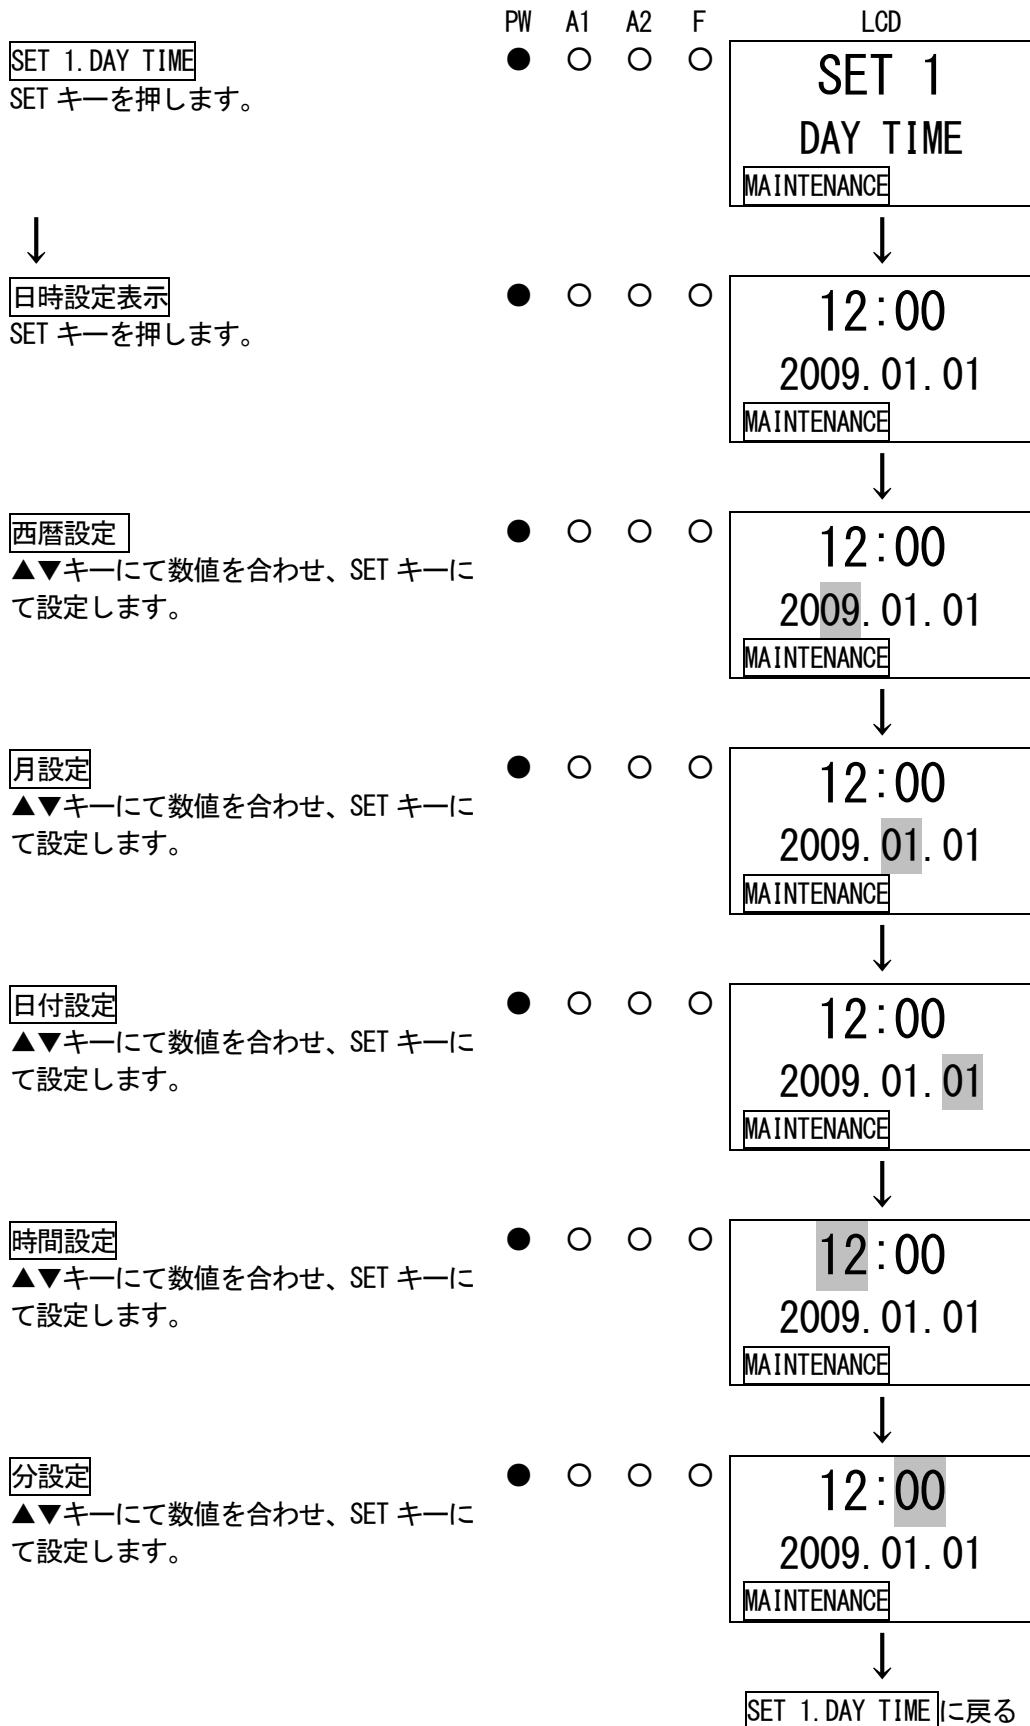 PW A1 A2 F LCD
SET 1.DAY TIME ● ○ ○ ○ SET 1
SET キーを押します。
DAY TIME
MAINTENANCE
↓ ↓
日時設定表示 ● ○ ○ ○ 12:00
SET キーを押します。
2009.01.01
MAINTENANCE
↓
西暦設定 ● ○ ○ ○ 12:00
▲▼キーにて数値を合わせ、SET キーに
て設定します。 2009.01.01
MAINTENANCE
↓
月設定 ● ○ ○ ○ 12:00
▲▼キーにて数値を合わせ、SET キーに
て設定します。 2009.01.01
MAINTENANCE
↓
日付設定 ● ○ ○ ○ 12:00
▲▼キーにて数値を合わせ、SET キーに
て設定します。 2009.01.01
MAINTENANCE
↓
時間設定 ● ○ ○ ○ 12:00
▲▼キーにて数値を合わせ、SET キーに
て設定します。 2009.01.01
MAINTENANCE
↓
分設定 ● ○ ○ ○ 12:00
▲▼キーにて数値を合わせ、SET キーに
て設定します。 2009.01.01
MAINTENANCE
↓
SET 1.DAY TIME に戻る